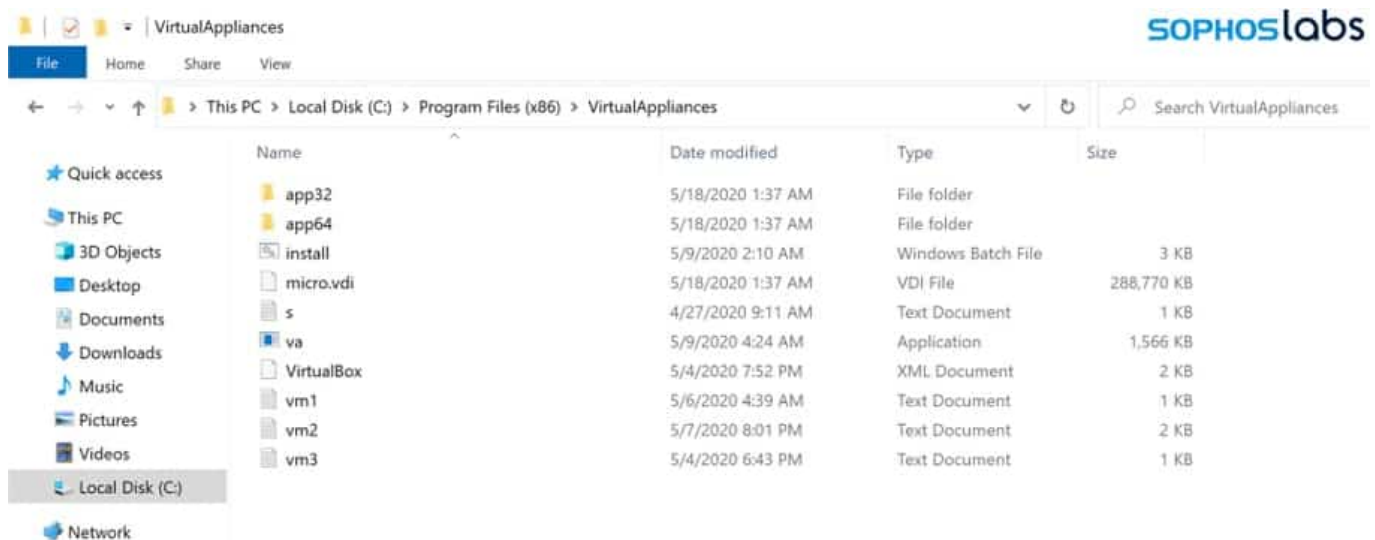 VirtualAppliances
SOPHOSlabs
File Home Share View
This PC > Local Disk (C:) > Program Files (x86) > VirtualAppliances
Search VirtualAppliances
Name Date modified Type Size
Quick access
app32 5/18/2020 1:37 AM File folder
This PC
app64 5/18/2020 1:37 AM File folder
3D Objects
install 5/9/2020 2:10 AM Windows Batch File 3 KB
Desktop
micro.vdi 5/18/2020 1:37 AM VDI File 288,770 KB
Documents
s 4/27/2020 9:11 AM Text Document 1 KB
Downloads
va 5/9/2020 4:24 AM Application 1,566 KB
Music
VirtualBox 5/4/2020 7:52 PM XML Document 2 KB
Pictures
vm1 5/6/2020 4:39 AM Text Document 1 KB
Videos
vm2 5/7/2020 8:01 PM Text Document 2 KB
Local Disk (C:)
vm3 5/4/2020 6:43 PM Text Document 1 KB
Network